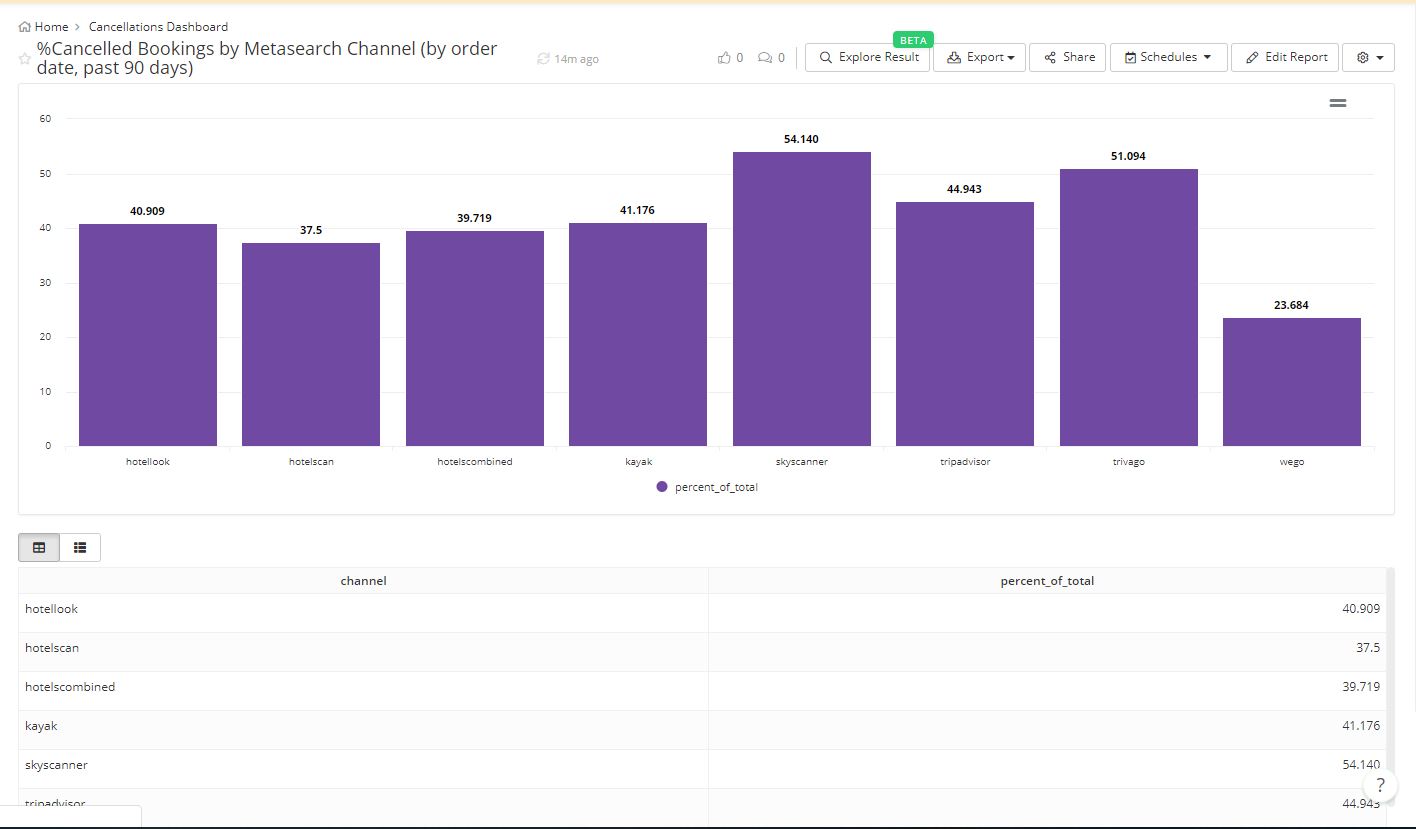 Home > Cancellations Dashboard
%Cancelled Bookings by Metasearch Channel (by order
date, past 90 days)
14m ago
0 0
BETA
Explore Result
Export
Share
Schedules
Edit Report
60
50
40
30
20
10
0
40.909
37.5
39.719
41.176
54.140
44.943
51.094
23.684
hotellook hotelscan hotelscombined kayak skyscanner tripadvisor trivago wego
percent_of_total
channel percent_of_total
hotellook 40.909
hotelscan 37.5
hotelscombined 39.719
kayak 41.176
skyscanner 54.140
?
tripadvisor 44.943